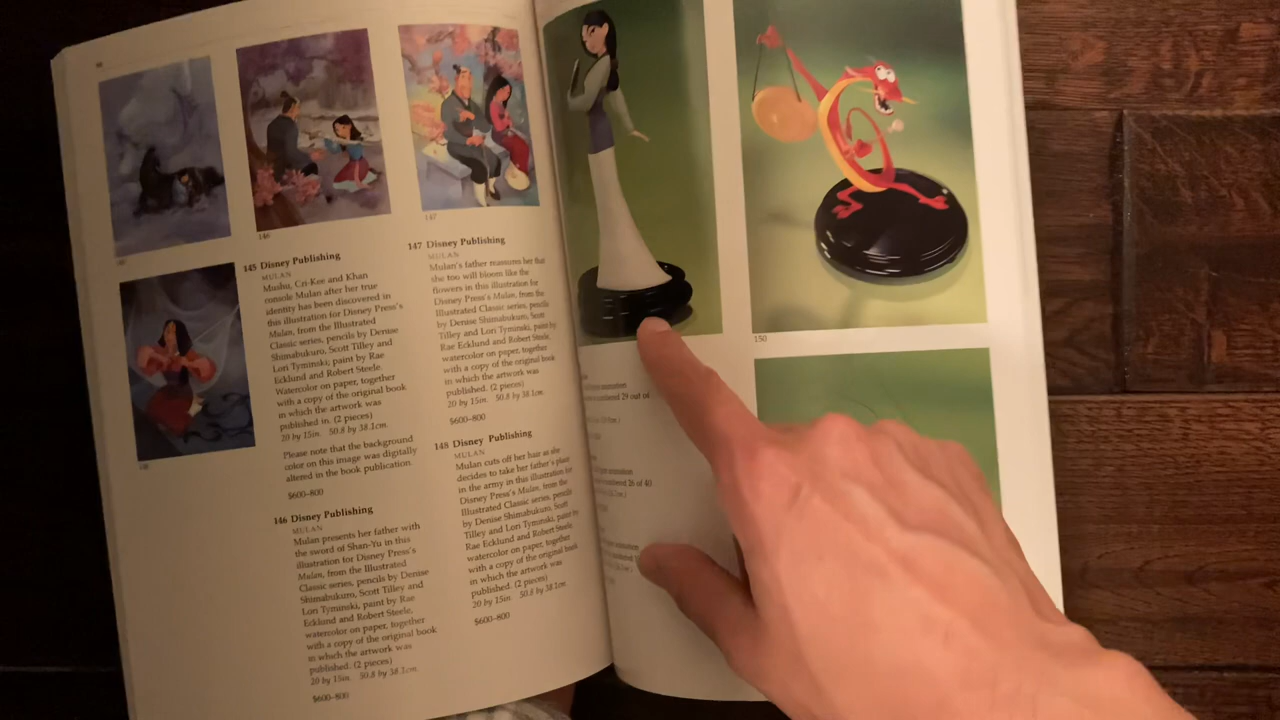 146
147
145 Disney Publishing
MULAN
Mushu, Cri-Kee and Khan
console Mulan after her true
identity has been discovered in
this illustration for Disney Press's
Mulan, from the Illustrated
Classic series, pencils by Denise
Shimabukuro, Scott Tilley and
Lori Tyminski; paint by Rae
Ecklund and Robert Steele.
Watercolor on paper, together
with a copy of the original book
in which the artwork was
published in. (2 pieces)
20 by 15in. 50.8 by 38.1cm.
Please note that the background
color on this image was digitally
altered in the book publication
$600–800
146 Disney Publishing
MULAN
Mulan presents her father with
the sword of Shan-Yu in this
illustration for Disney Press's
Mulan, from the Illustrated
Classic series, pencils by Denise
Shimabukuro, Scott Tilley and
Lori Tyminski, paint by Rae
Ecklund and Robert Steele,
watercolor on paper, together
with a copy of the original book
in which the artwork was
published. (2 pieces)
20 by 15in. 50.8 by 38.1cm.
$600–800
147 Disney Publishing
MULAN
Mulan's father reassures her that
she too will bloom like the
flowers in this illustration for
Disney Press's Mulan, from the
Illustrated Classic series, pencils
by Denise Shimabukuro, Scott
Tilley and Lori Tyminski, paint by
Rae Ecklund and Robert Steele,
watercolor on paper, together
with a copy of the original book
in which the artwork was
published. (2 pieces)
20 by 15in. 50.8 by 38.1cm.
$600–800
148 Disney Publishing
MULAN
Mulan cuts off her hair as she
decides to take her father's place
in the army in this illustration for
Disney Press's Mulan, from the
Illustrated Classic series, pencils
by Denise Shimabukuro, Scott
Tilley and Lori Tyminski, paint by
Rae Ecklund and Robert Steele,
watercolor on paper, together
with a copy of the original book
in which the artwork was
published. (2 pieces)
20 by 15in. 50.8 by 38.1cm.
$600–800
150
animation
numbered 29 out of
animation
numbered 26 of 40.
animation